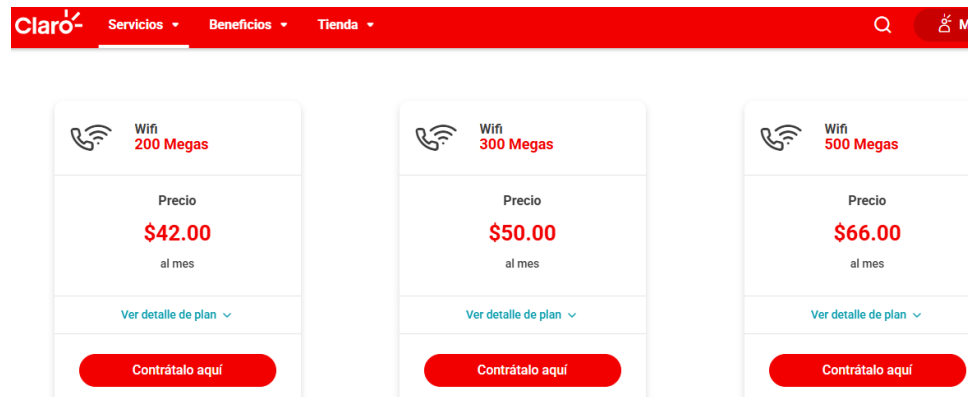 Claro Servicios Beneficios Tienda M
Wifi
200 Megas
Precio
$42.00
al mes
Ver detalle de plan
Contrátalo aquí
Wifi
300 Megas
Precio
$50.00
al mes
Ver detalle de plan
Contrátalo aquí
Wifi
500 Megas
Precio
$66.00
al mes
Ver detalle de plan
Contrátalo aquí